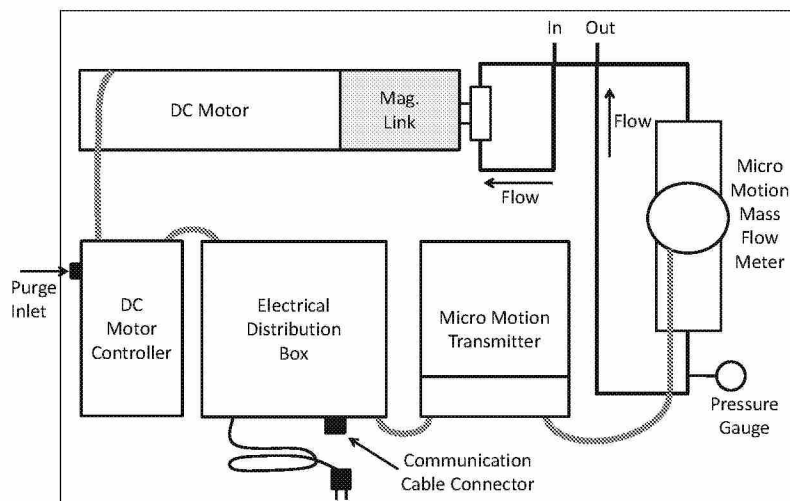 In
Out
DC Motor
Mag.
Link
Flow
Flow
Micro
Motion
Mass
Flow
Meter
Purge
Inlet
DC
Motor
Controller
Electrical
Distribution
Box
Micro Motion
Transmitter
Pressure
Gauge
Communication
Cable Connector